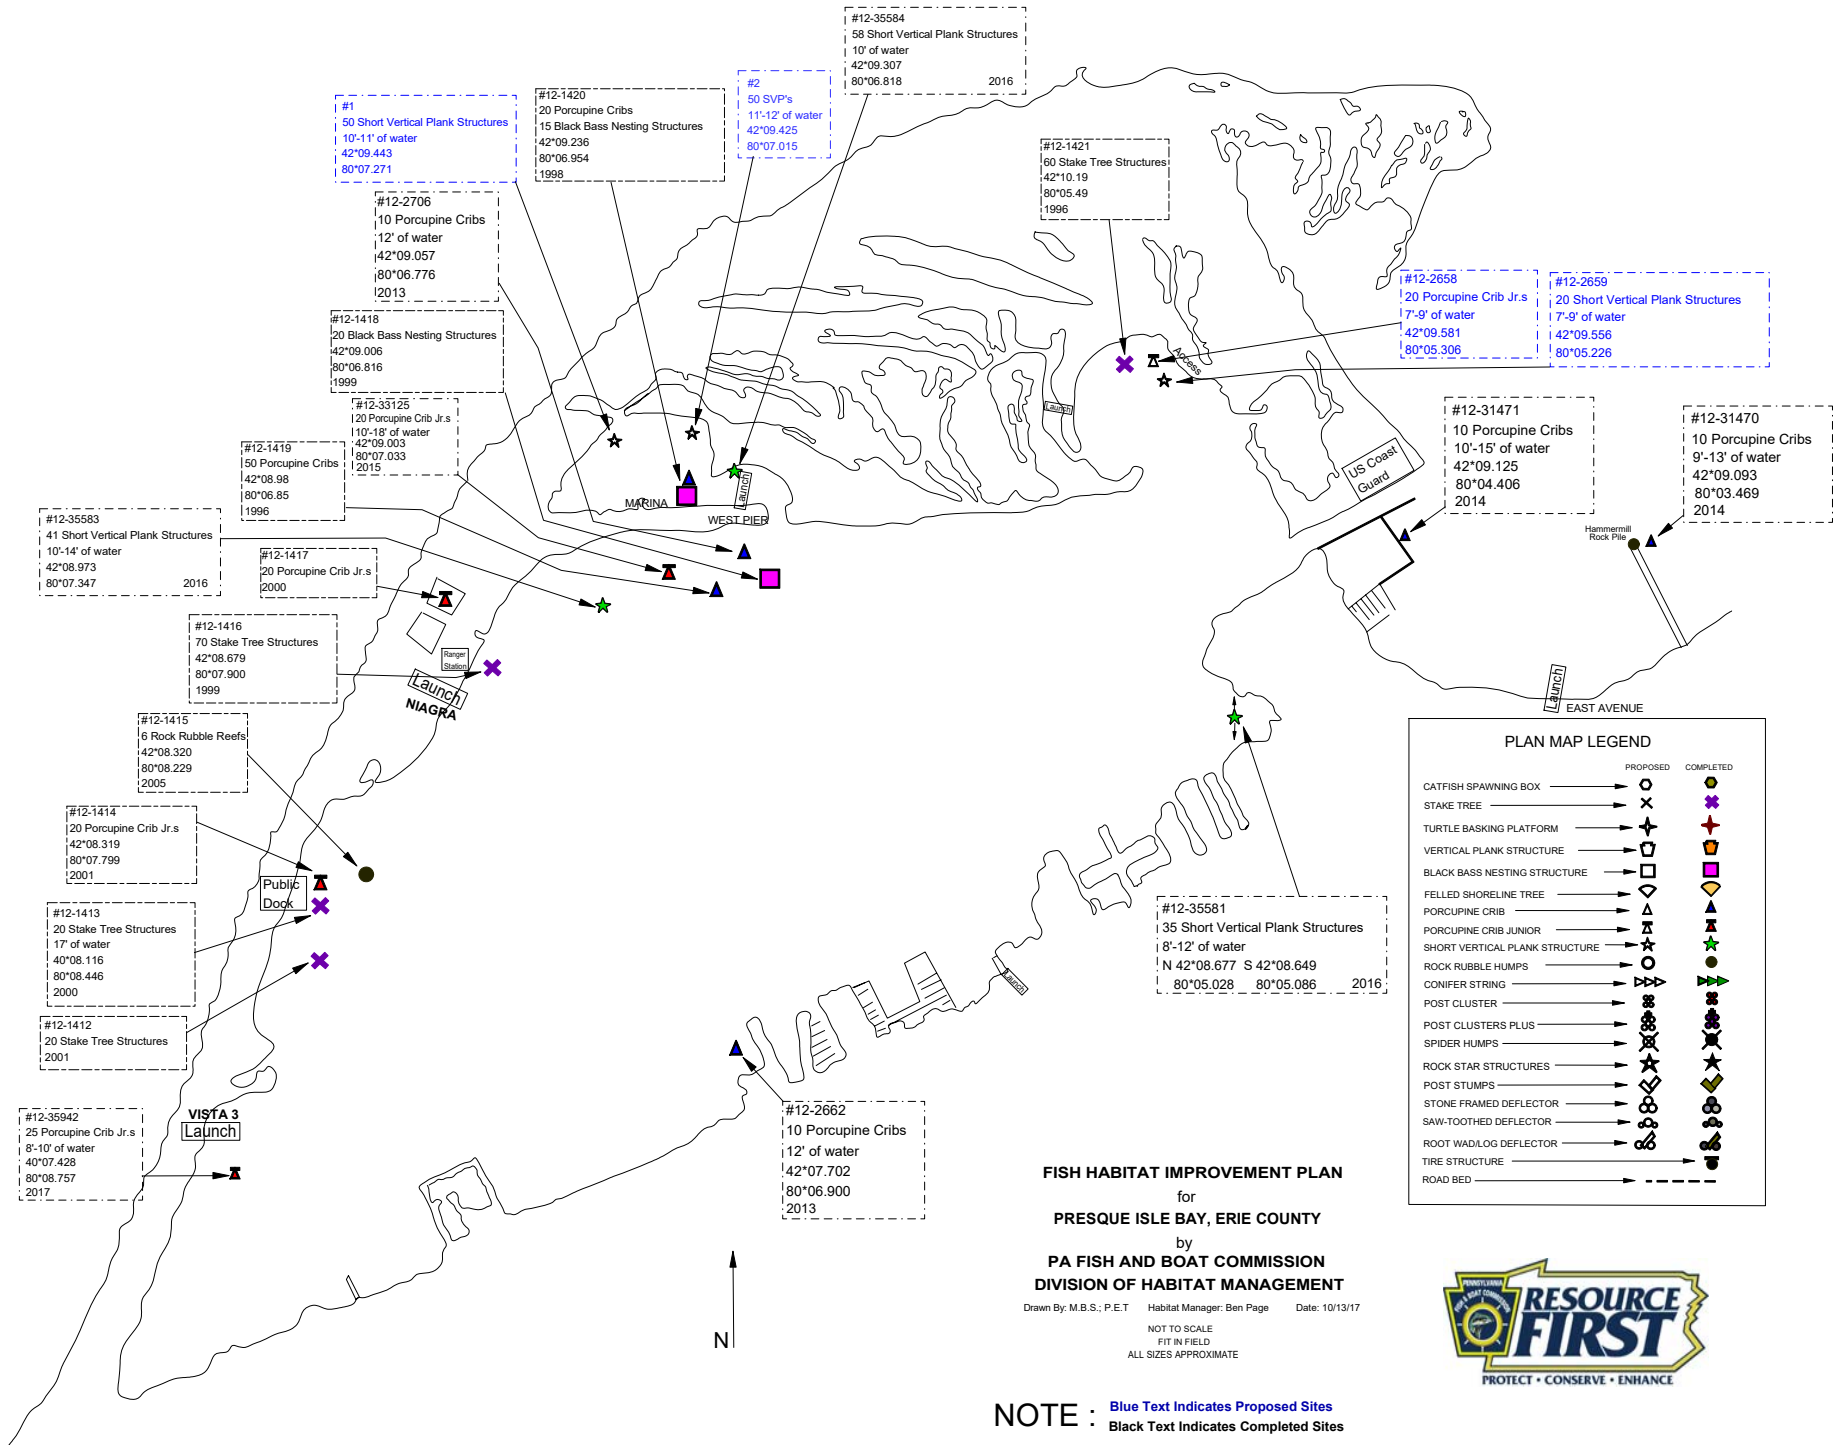 #12-35584
58 Short Vertical Plank Structures
10' of water
42*09.307
80*06.818 2016
#2
50 SVP's
11'-12' of water
42*09.425
80*07.015
#12-1420
20 Porcupine Cribs
15 Black Bass Nesting Structures
42*09.236
80*06.954
1998
#1
50 Short Vertical Plank Structures
10'-11' of water
42*09.443
80*07.271
#12-1421
60 Stake Tree Structures
42*10.19
80*05.49
1996
#12-2706
10 Porcupine Cribs
12' of water
42*09.057
80*06.776
2013
#12-2658
20 Porcupine Crib Jr.s
7'-9' of water
42*09.581
80*05.306
#12-2659
20 Short Vertical Plank Structures
7'-9' of water
42*09.556
80*05.226
#12-1418
20 Black Bass Nesting Structures
42*09.006
80*06.816
1999
Access
Launch
#12-33125
20 Porcupine Crib Jr.s
10'-18' of water
42*09.003
80*07.033
2015
#12-31471
10 Porcupine Cribs
10'-15' of water
42*09.125
80*04.406
2014
#12-31470
10 Porcupine Cribs
9'-13' of water
42*09.093
80*03.469
2014
#12-1419
50 Porcupine Cribs
42*08.98
80*06.85
1996
US Coast
Guard
Launch
MARINA
WEST PIER
Hammermill
Rock Pile
#12-35583
41 Short Vertical Plank Structures
10'-14' of water
42*08.973
80*07.347 2016
#12-1417
20 Porcupine Crib Jr.s
2000
#12-1416
70 Stake Tree Structures
42*08.679
80*07.900
1999
Ranger
Station
Launch
NIAGRA
Launch
EAST AVENUE
#12-1415
6 Rock Rubble Reefs
42*08.320
80*08.229
2005
#12-1414
20 Porcupine Crib Jr.s
42*08.319
80*07.799
2001
Public
Dock
#12-1413
20 Stake Tree Structures
17' of water
40*08.116
80*08.446
2000
#12-1412
20 Stake Tree Structures
2001
#12-35581
35 Short Vertical Plank Structures
8'-12' of water
N 42*08.677 S 42*08.649
80*05.028 80*05.086 2016
Launch
#12-35942
25 Porcupine Crib Jr.s
8'-10' of water
40*07.428
80*08.757
2017
VISTA 3
Launch
#12-2662
10 Porcupine Cribs
12' of water
42*07.702
80*06.900
2013
PLAN MAP LEGEND
PROPOSED COMPLETED
CATFISH SPAWNING BOX
STAKE TREE
TURTLE BASKING PLATFORM
VERTICAL PLANK STRUCTURE
BLACK BASS NESTING STRUCTURE
FELLED SHORELINE TREE
PORCUPINE CRIB
PORCUPINE CRIB JUNIOR
SHORT VERTICAL PLANK STRUCTURE
ROCK RUBBLE HUMPS
CONIFER STRING
POST CLUSTER
POST CLUSTERS PLUS
SPIDER HUMPS
ROCK STAR STRUCTURES
POST STUMPS
STONE FRAMED DEFLECTOR
SAW-TOOTHED DEFLECTOR
ROOT WAD/LOG DEFLECTOR
TIRE STRUCTURE
ROAD BED
FISH HABITAT IMPROVEMENT PLAN
for
PRESQUE ISLE BAY, ERIE COUNTY
by
PA FISH AND BOAT COMMISSION
DIVISION OF HABITAT MANAGEMENT
Drawn By: M.B.S.; P.E.T Habitat Manager: Ben Page Date: 10/13/17
NOT TO SCALE
FIT IN FIELD
ALL SIZES APPROXIMATE
N
PENNSYLVANIA
FISH & BOAT COMMISSION
RESOURCE
FIRST
PROTECT • CONSERVE • ENHANCE
NOTE : Blue Text Indicates Proposed Sites
Black Text Indicates Completed Sites